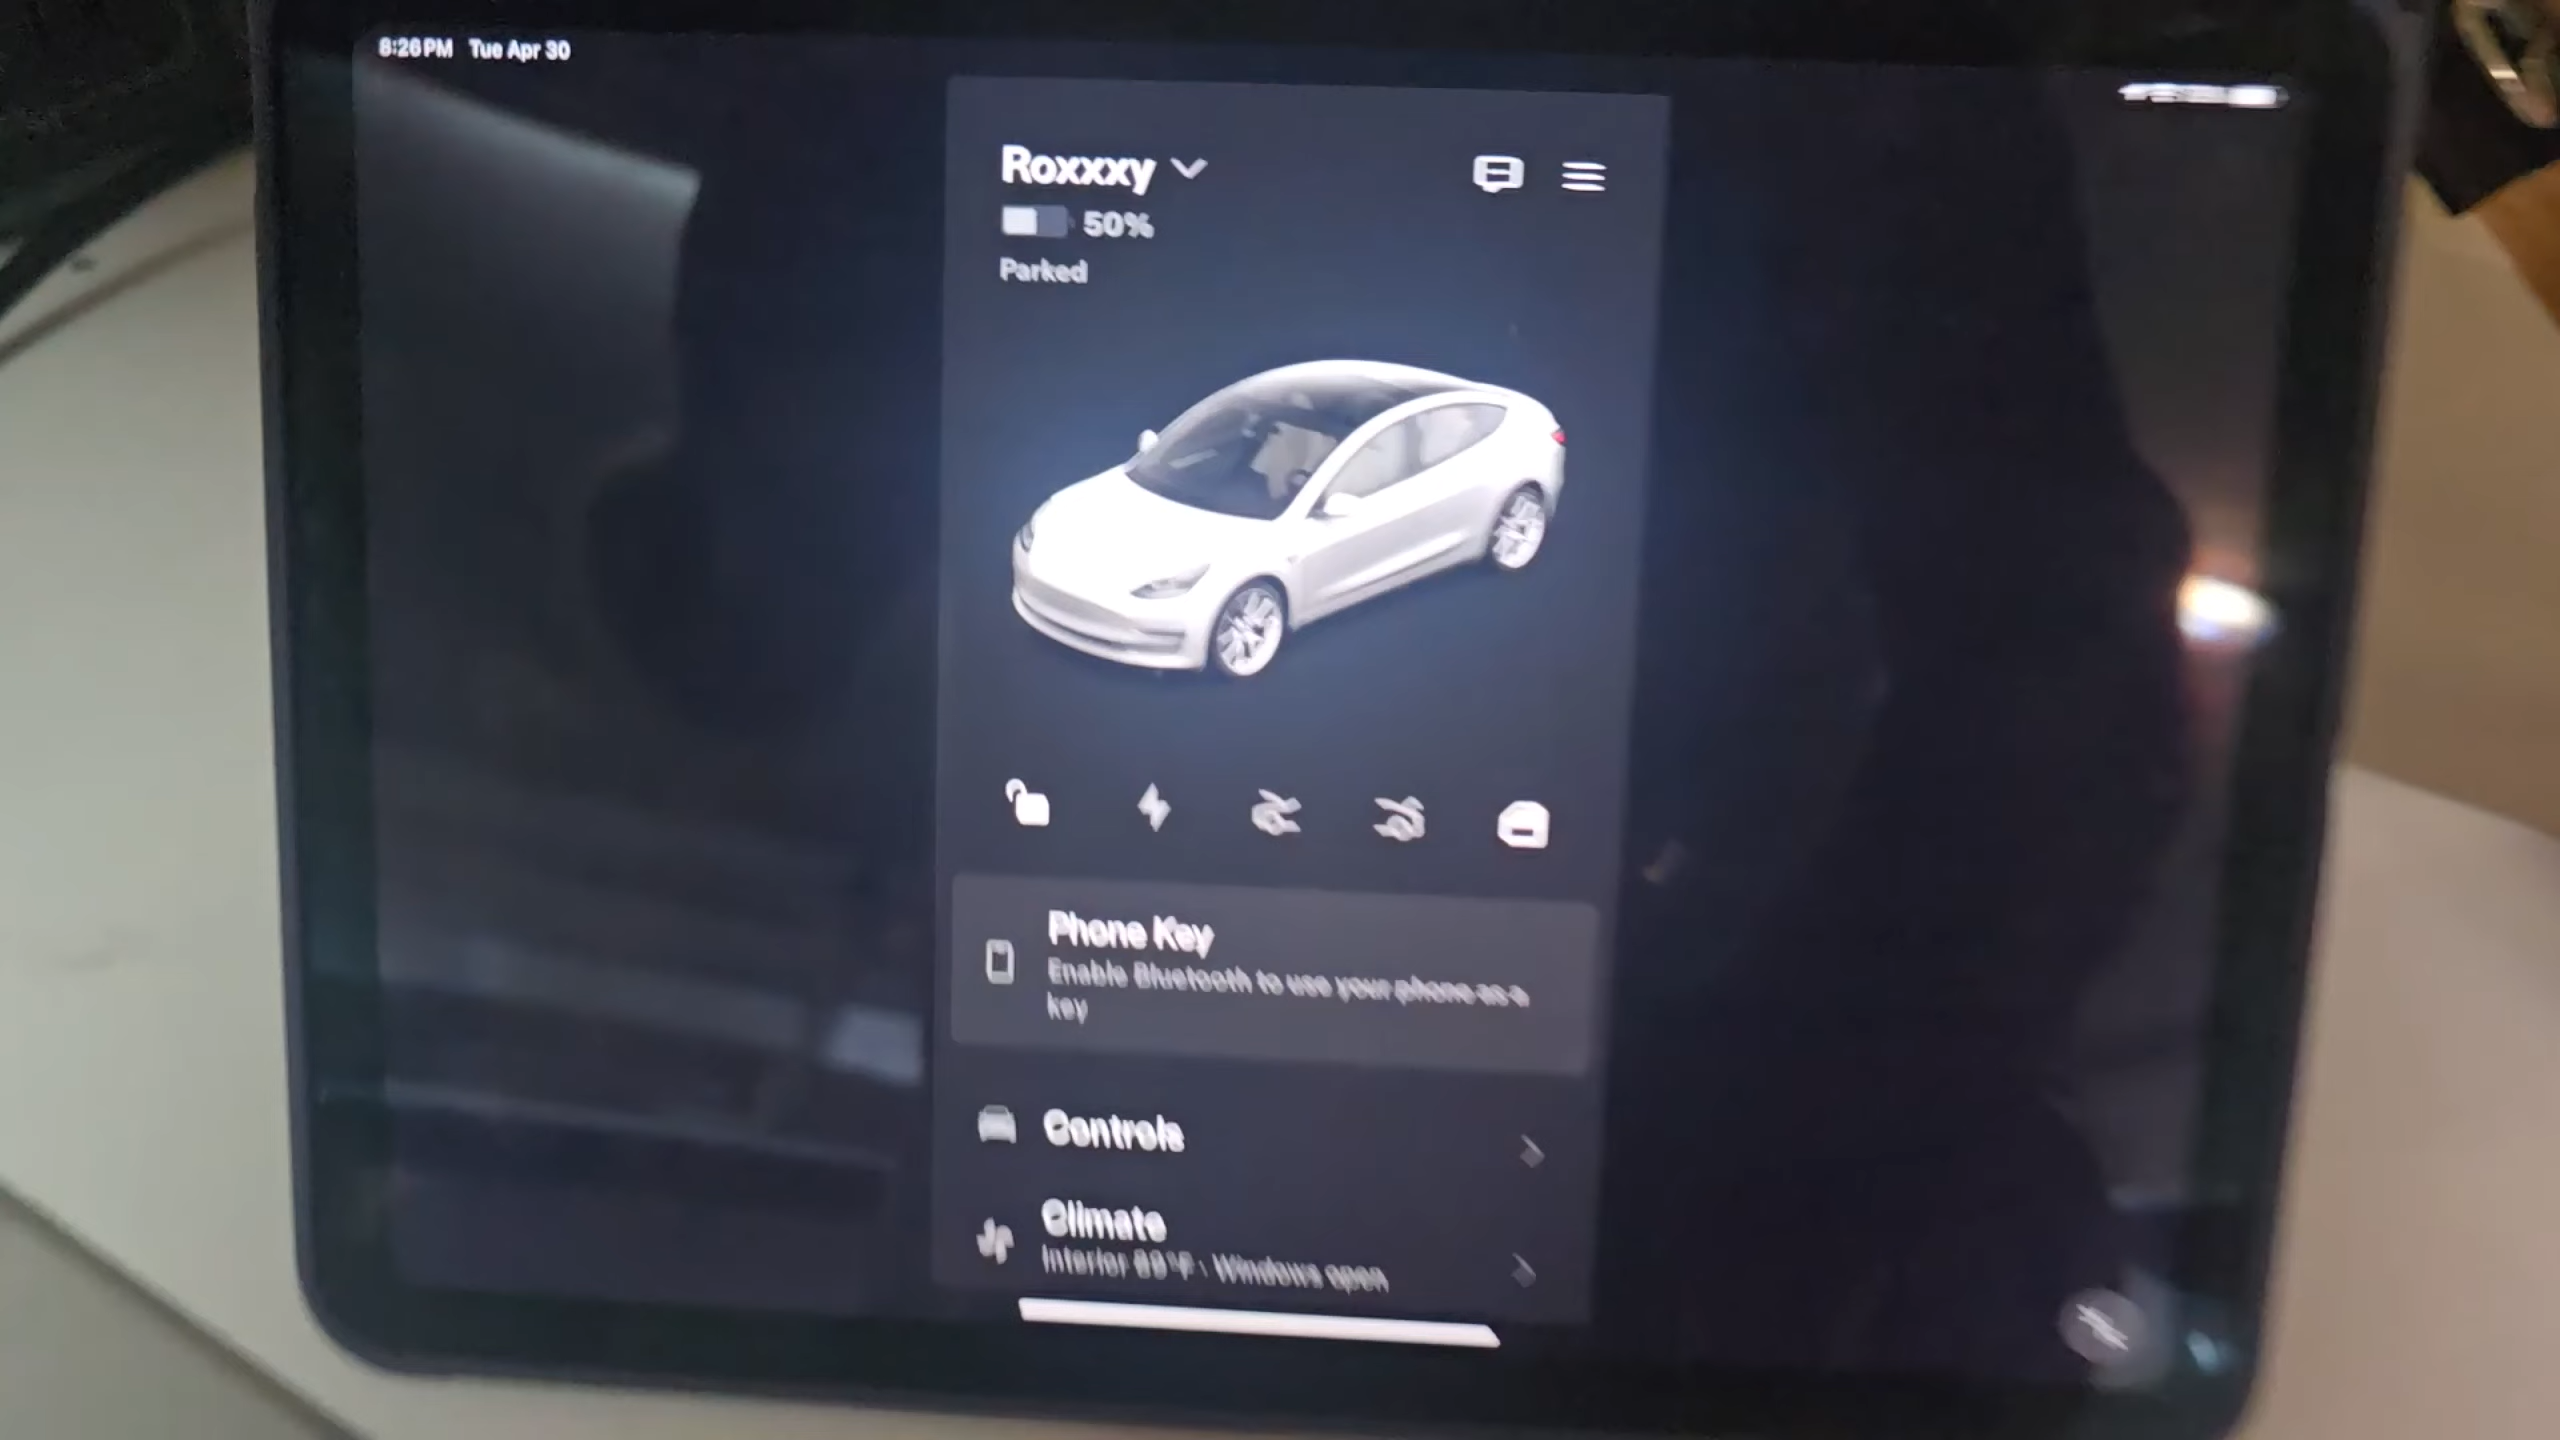 8:26 PM Tue Apr 30
Roxxxy
50%
Parked
Phone Key
Enable Bluetooth to use your phone as a
key
Controls
Climate
Interior °F · Windows open